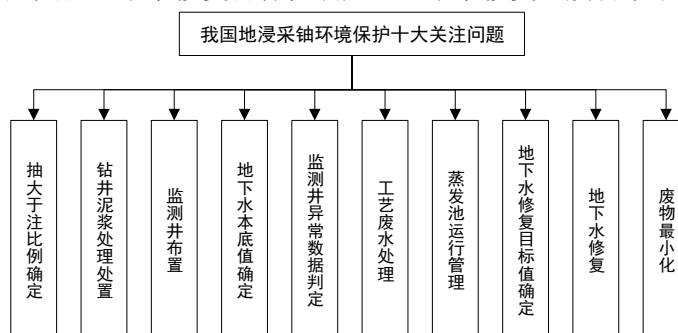 我国地浸采铀环境保护十大关注问题
抽大于注比例确定
钻井泥浆处理处置
监测井布置
地下水本底值确定
监测井异常数据判定
工艺废水处理
蒸发池运行管理
地下水修复目标值确定
地下水修复
废物最小化